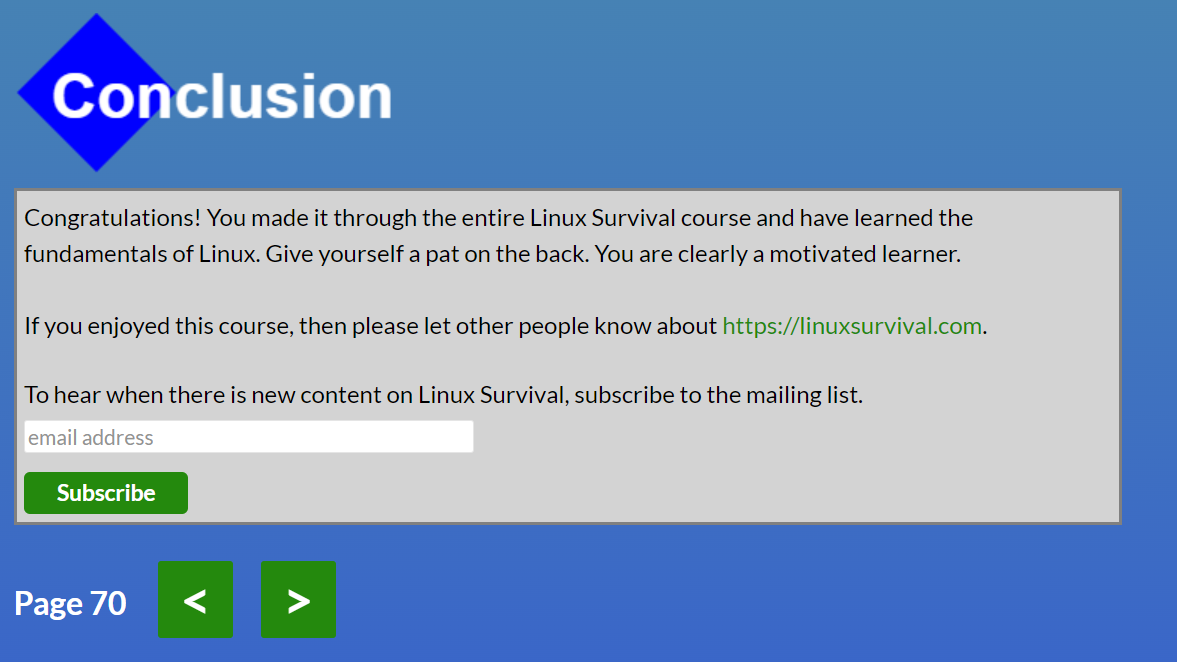 Conclusion
Congratulations! You made it through the entire Linux Survival course and have learned the
fundamentals of Linux. Give yourself a pat on the back. You are clearly a motivated learner.
If you enjoyed this course, then please let other people know about https://linuxsurvival.com.
To hear when there is new content on Linux Survival, subscribe to the mailing list.
email address
Subscribe
Page 70 < >